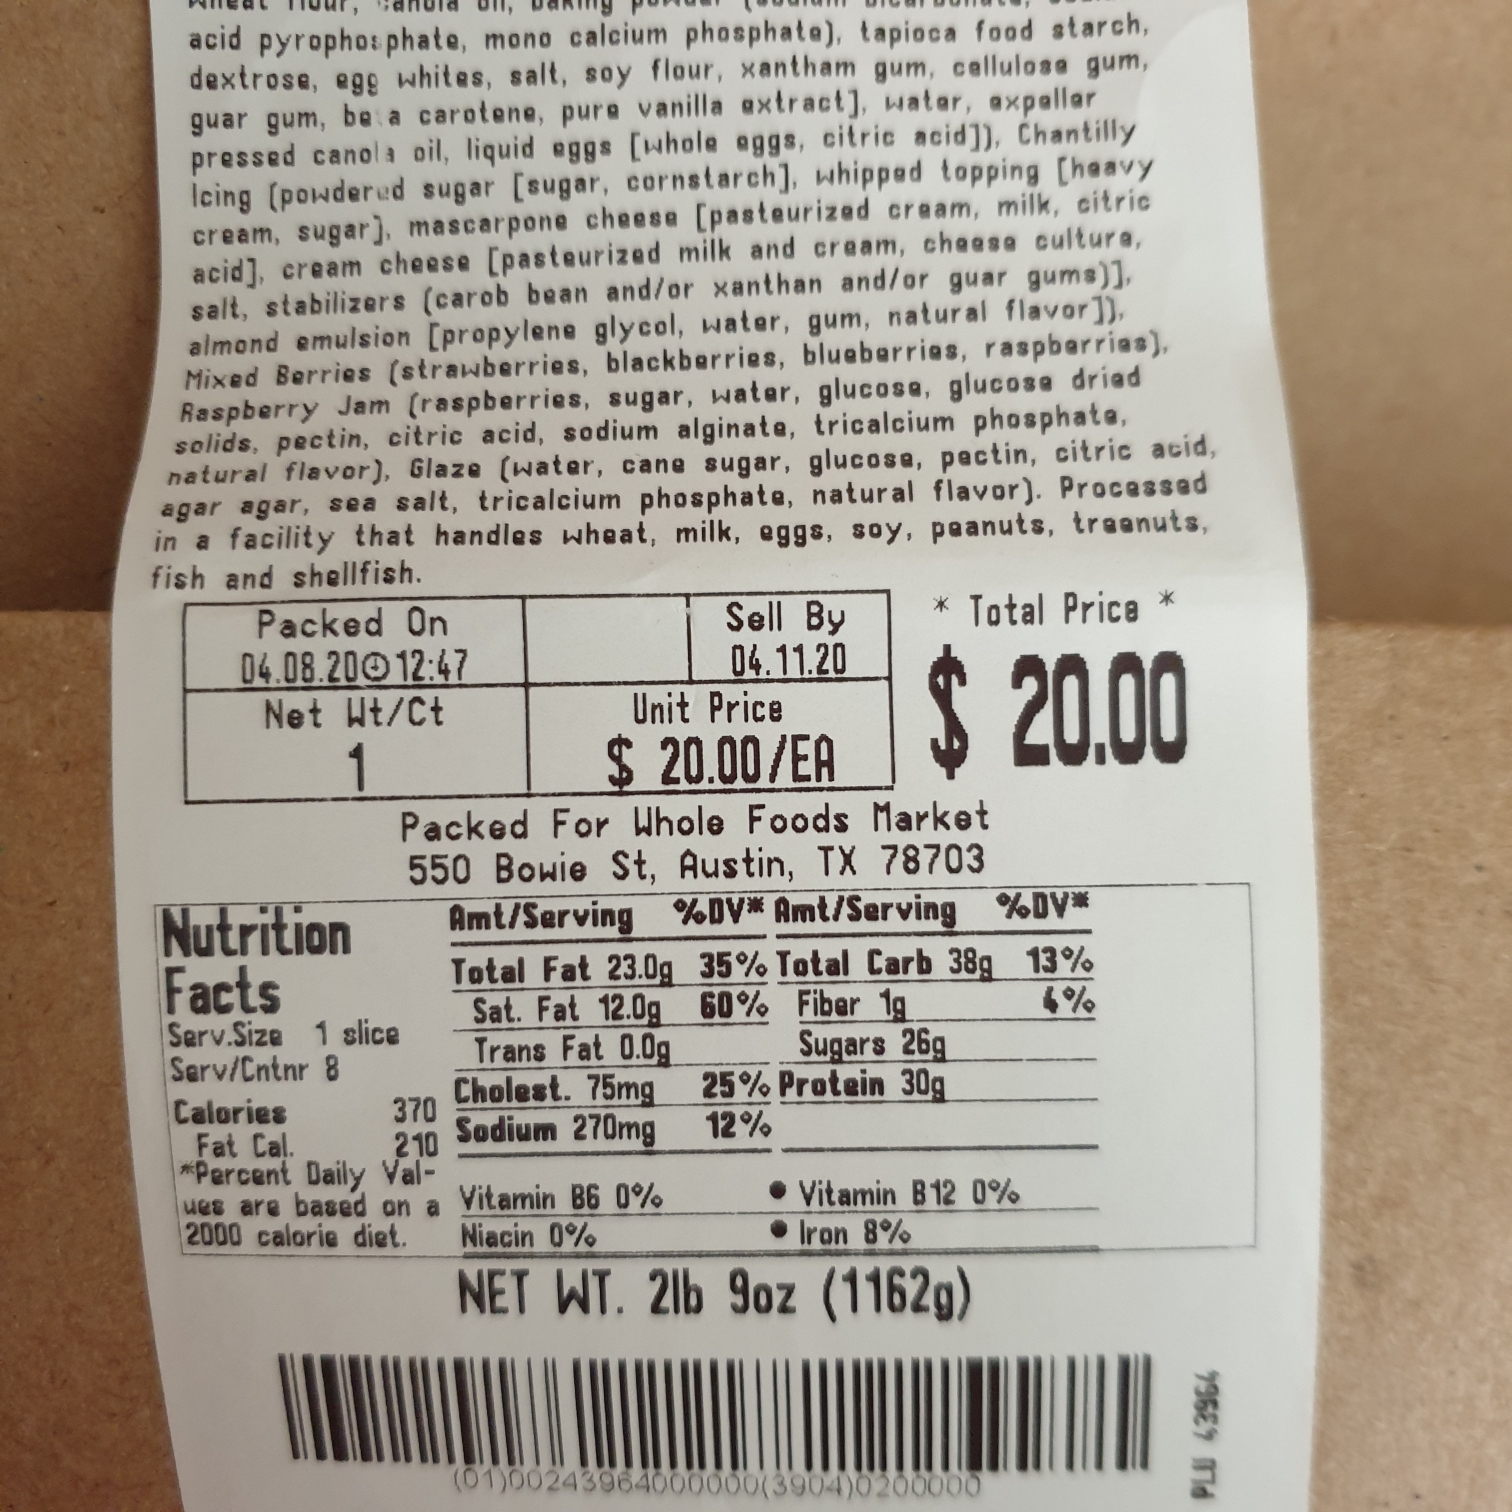 acid pyrophosphate, mono calcium phosphate), tapioca food starch,
dextrose, egg whites, salt, soy flour, xantham gum, cellulose gum,
guar gum, beta carotene, pure vanilla extract], water, expeller
pressed canola oil, liquid eggs [whole eggs, citric acid]), Chantilly
Icing (powdered sugar [sugar, cornstarch], whipped topping [heavy
cream, sugar], mascarpone cheese [pasteurized cream, milk, citric
acid], cream cheese [pasteurized milk and cream, cheese culture,
salt, stabilizers (carob bean and/or xanthan and/or guar gums)],
almond emulsion [propylene glycol, water, gum, natural flavor]),
Mixed Berries (strawberries, blackberries, blueberries, raspberries),
Raspberry Jam (raspberries, sugar, water, glucose, glucose dried
solids, pectin, citric acid, sodium alginate, tricalcium phosphate,
natural flavor), Glaze (water, cane sugar, glucose, pectin, citric acid,
agar agar, sea salt, tricalcium phosphate, natural flavor). Processed
in a facility that handles wheat, milk, eggs, soy, peanuts, treenuts,
fish and shellfish.
Packed On Sell By * Total Price *
04.08.20 12:47 04.11.20
$ 20.00
Net Wt/Ct Unit Price
1 $ 20.00/EA
Packed For Whole Foods Market
550 Bowie St, Austin, TX 78703
Nutrition
Facts
Serv.Size 1 slice
Serv/Cntnr 8
Calories 370
Fat Cal. 210
*Percent Daily Val-
ues are based on a
2000 calorie diet.
Amt/Serving %DV* Amt/Serving %DV*
Total Fat 23.0g 35% Total Carb 38g 13%
Sat. Fat 12.0g 60% Fiber 1g 4%
Trans Fat 0.0g Sugars 26g
Cholest. 75mg 25% Protein 30g
Sodium 270mg 12%
Vitamin B6 0% • Vitamin B12 0%
Niacin 0% • Iron 8%
NET WT. 2lb 9oz (1162g)
(01)00243964000000(3904)0200000
PLU 43964